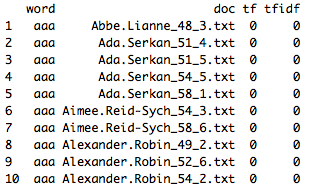 word doc tf tfidf
1 aaa Abbe.Lianne_48_3.txt 0 0
2 aaa Ada.Serkan_51_4.txt 0 0
3 aaa Ada.Serkan_51_5.txt 0 0
4 aaa Ada.Serkan_54_5.txt 0 0
5 aaa Ada.Serkan_58_1.txt 0 0
6 aaa Aimee.Reid-Sych_54_3.txt 0 0
7 aaa Aimee.Reid-Sych_58_6.txt 0 0
8 aaa Alexander.Robin_49_2.txt 0 0
9 aaa Alexander.Robin_52_6.txt 0 0
10 aaa Alexander.Robin_54_2.txt 0 0